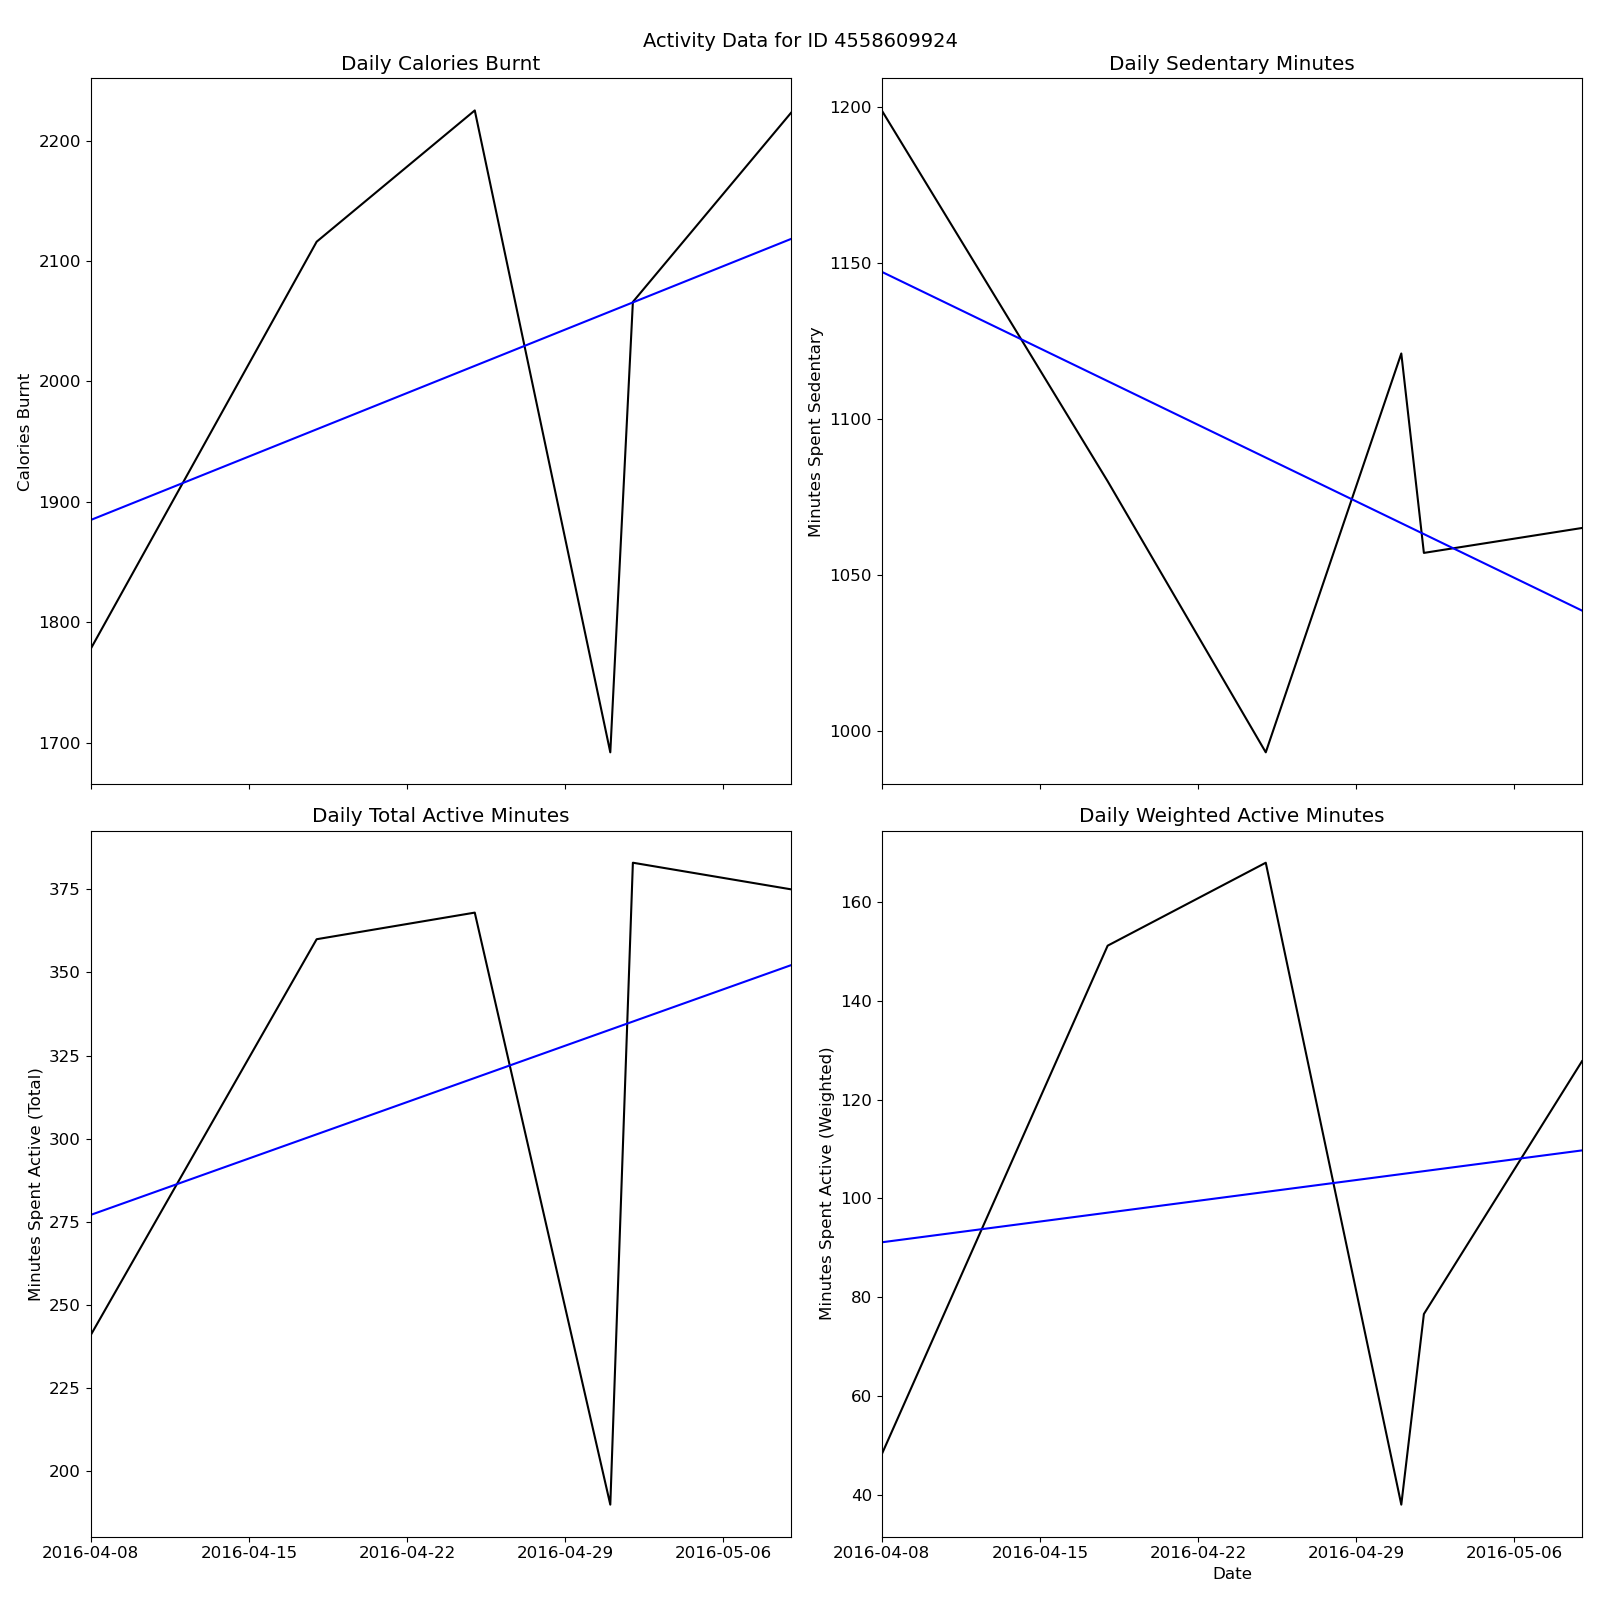 Activity Data for ID 4558609924
Daily Calories Burnt
Calories Burnt
2200
2100
2000
1900
1800
1700
Daily Sedentary Minutes
Minutes Spent Sedentary
1200
1150
1100
1050
1000
Daily Total Active Minutes
Minutes Spent Active (Total)
375
350
325
300
275
250
225
200
2016-04-08 2016-04-15 2016-04-22 2016-04-29 2016-05-06
Daily Weighted Active Minutes
Minutes Spent Active (Weighted)
160
140
120
100
80
60
40
2016-04-08 2016-04-15 2016-04-22 2016-04-29 2016-05-06
Date